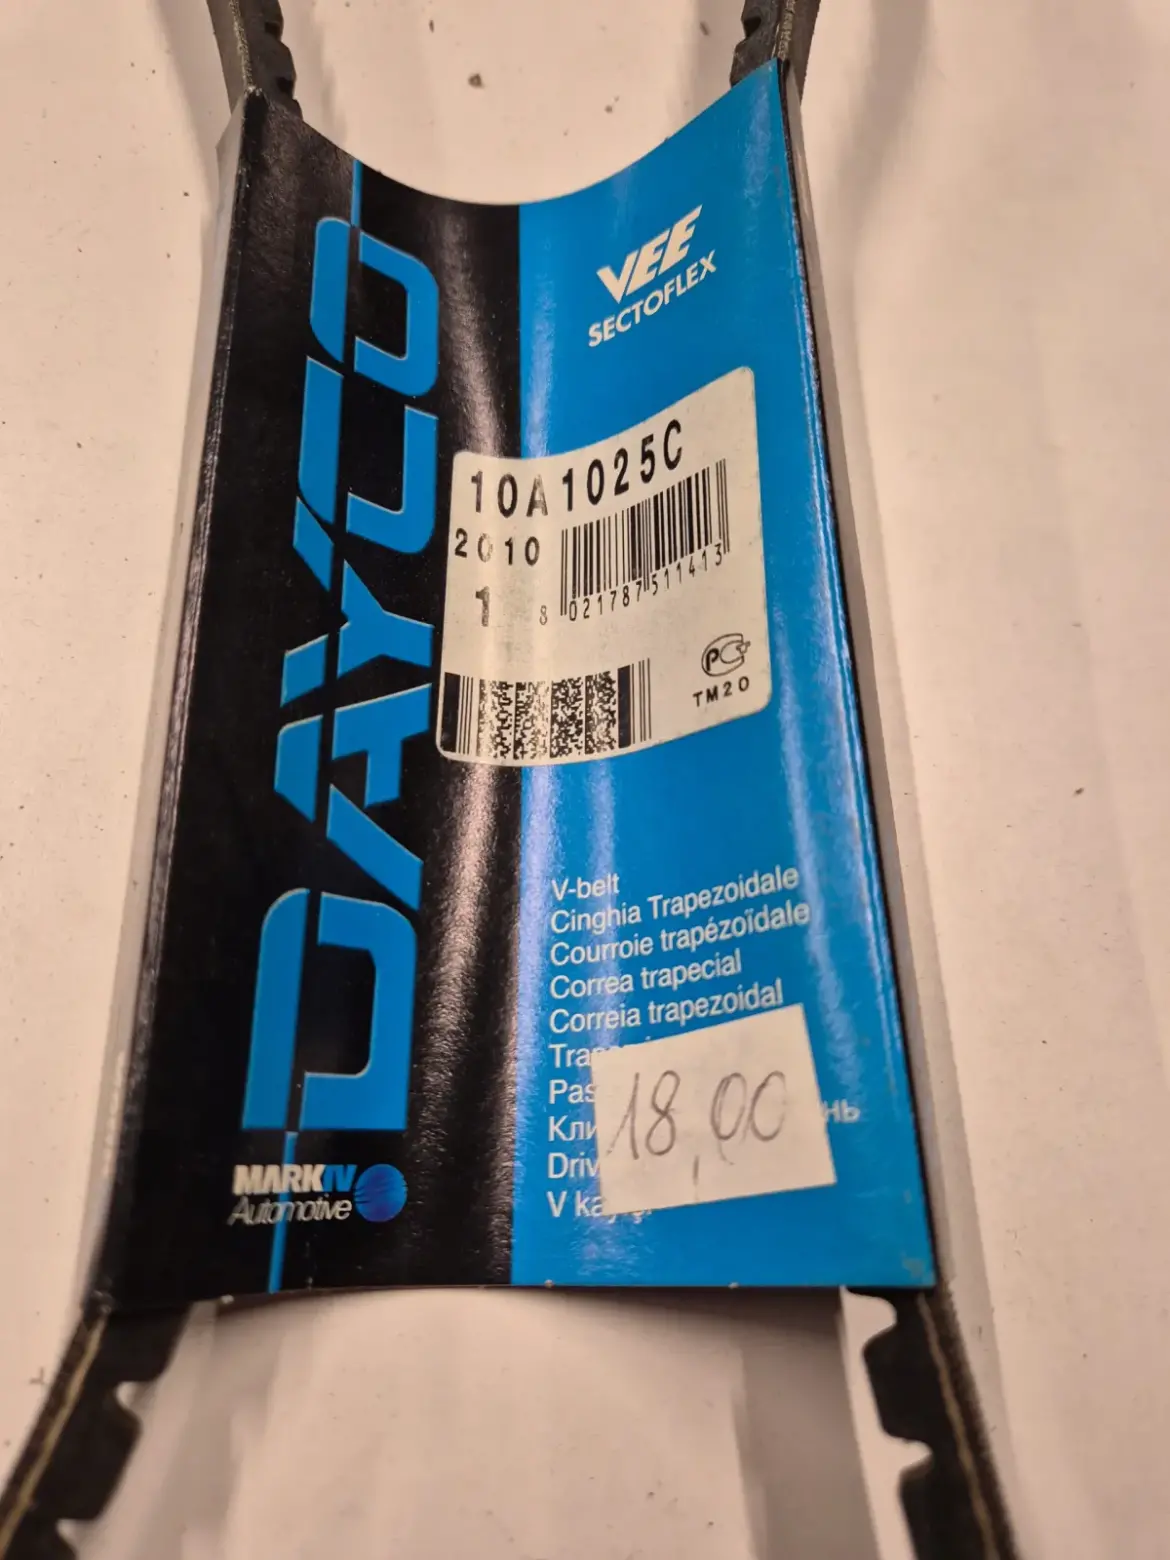 DAYCO
VEE
SECTOFLEX
10A1025C
2010
1
8 021787 511413
PC
TM20
V-belt
Cinghia Trapezoidale
Courroie trapézoïdale
Correa trapecial
Correia trapezoidal
18,00
MARK IV
Automotive